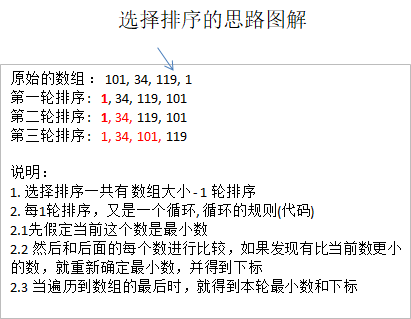 选择排序的思路图解
原始的数组： 101, 34, 119, 1
第一轮排序: 1, 34, 119, 101
第二轮排序: 1, 34, 119, 101
第三轮排序: 1, 34, 101, 119
说明:
1. 选择排序一共有 数组大小 - 1 轮排序
2. 每1轮排序，又是一个循环, 循环的规则(代码)
2.1先假定当前这个数是最小数
2.2 然后和后面的每个数进行比较，如果发现有比当前数更小
的数，就重新确定最小数，并得到下标
2.3 当遍历到数组的最后时，就得到本轮最小数和下标